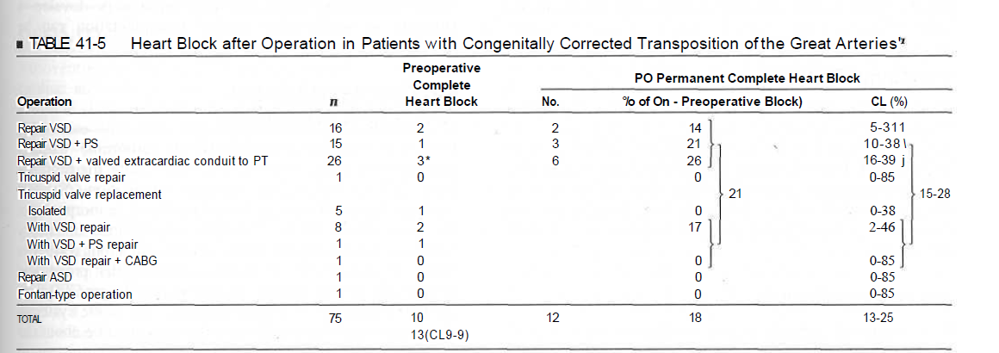 ■ TABLE 41-5 Heart Block after Operation in Patients with Congenitally Corrected Transposition of the Great Arteries
Preoperative
Complete
Heart Block
PO Permanent Complete Heart Block
Operation n No. % of On - Preoperative Block) CL (%)
Repair VSD 16 2 2 14 5-311
Repair VSD + PS 15 1 3 21 10-38\
Repair VSD + valved extracardiac conduit to PT 26 3* 6 26 16-39 j
Tricuspid valve repair 1 0 0 0-85
Tricuspid valve replacement 21 15-28
Isolated 5 1 0 0-38
With VSD repair 8 2 17 2-46
With VSD + PS repair 1 1
With VSD repair + CABG 1 0 0 0-85
Repair ASD 1 0 0 0-85
Fontan-type operation 1 0 0 0-85
TOTAL 75 10 12 18 13-25
13(CL9-9)